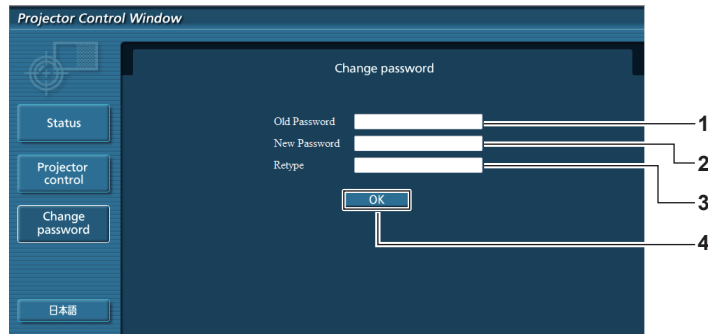 Projector Control Window
Change password
Old Password
1
New Password
2
Retype
3
OK
4
Status
Projector
control
Change
password
日本語